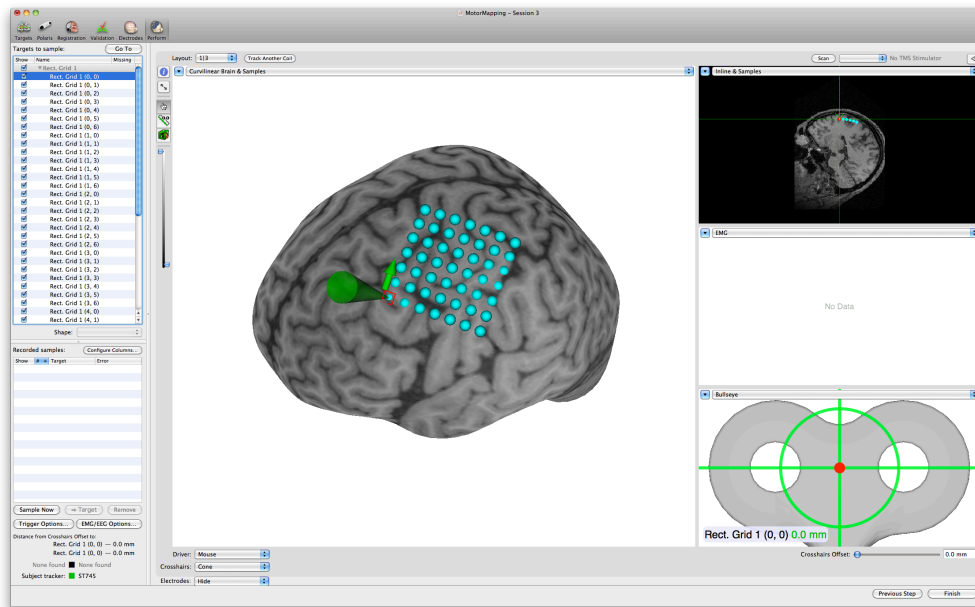 MotorMapping – Session 3
Targets Polaris Registration Validation Electrodes Perform
Targets to sample: Go To
Show Name Missing
Rect. Grid 1
Rect. Grid 1 (0, 0)
Rect. Grid 1 (0, 1)
Rect. Grid 1 (0, 2)
Rect. Grid 1 (0, 3)
Rect. Grid 1 (0, 4)
Rect. Grid 1 (0, 5)
Rect. Grid 1 (0, 6)
Rect. Grid 1 (1, 0)
Rect. Grid 1 (1, 1)
Rect. Grid 1 (1, 2)
Rect. Grid 1 (1, 3)
Rect. Grid 1 (1, 4)
Rect. Grid 1 (1, 5)
Rect. Grid 1 (1, 6)
Rect. Grid 1 (2, 0)
Rect. Grid 1 (2, 1)
Rect. Grid 1 (2, 2)
Rect. Grid 1 (2, 3)
Rect. Grid 1 (2, 4)
Rect. Grid 1 (2, 5)
Rect. Grid 1 (2, 6)
Rect. Grid 1 (3, 0)
Rect. Grid 1 (3, 1)
Rect. Grid 1 (3, 2)
Rect. Grid 1 (3, 3)
Rect. Grid 1 (3, 4)
Rect. Grid 1 (3, 5)
Rect. Grid 1 (3, 6)
Rect. Grid 1 (4, 0)
Rect. Grid 1 (4, 1)
Shape:
Recorded samples: Configure Columns...
Show Target Error
Sample Now Target Remove
Trigger Options... EMG/EEG Options...
Distance from Crosshairs Offset to:
Rect. Grid 1 (0, 0) — 0.0 mm
Rect. Grid 1 (0, 0) — 0.0 mm
None found None found
Subject tracker: ST745
Layout: 1|3 Track Another Coil
Curvilinear Brain & Samples
Driver: Mouse
Crosshairs: Cone
Electrodes: Hide
Scan No TMS Stimulator
Inline & Samples
EMG
No Data
Bullseye
Rect. Grid 1 (0, 0) 0.0 mm
Crosshairs Offset: 0.0 mm
Previous Step Finish